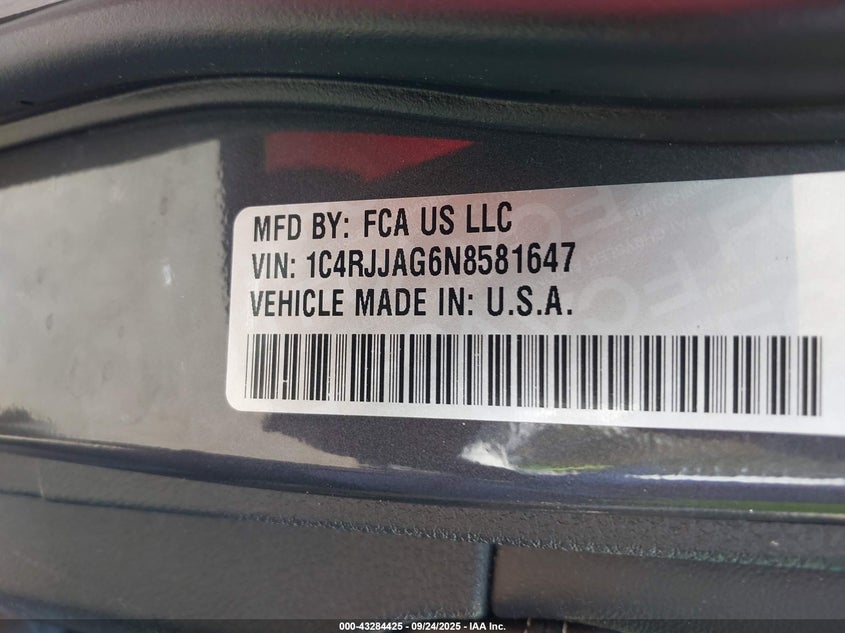 MFD BY: FCA US LLC
VIN: 1C4RJJAG6N8581647
VEHICLE MADE IN: U.S.A.
000-43284425 - 09/24/2025 - IAA Inc.